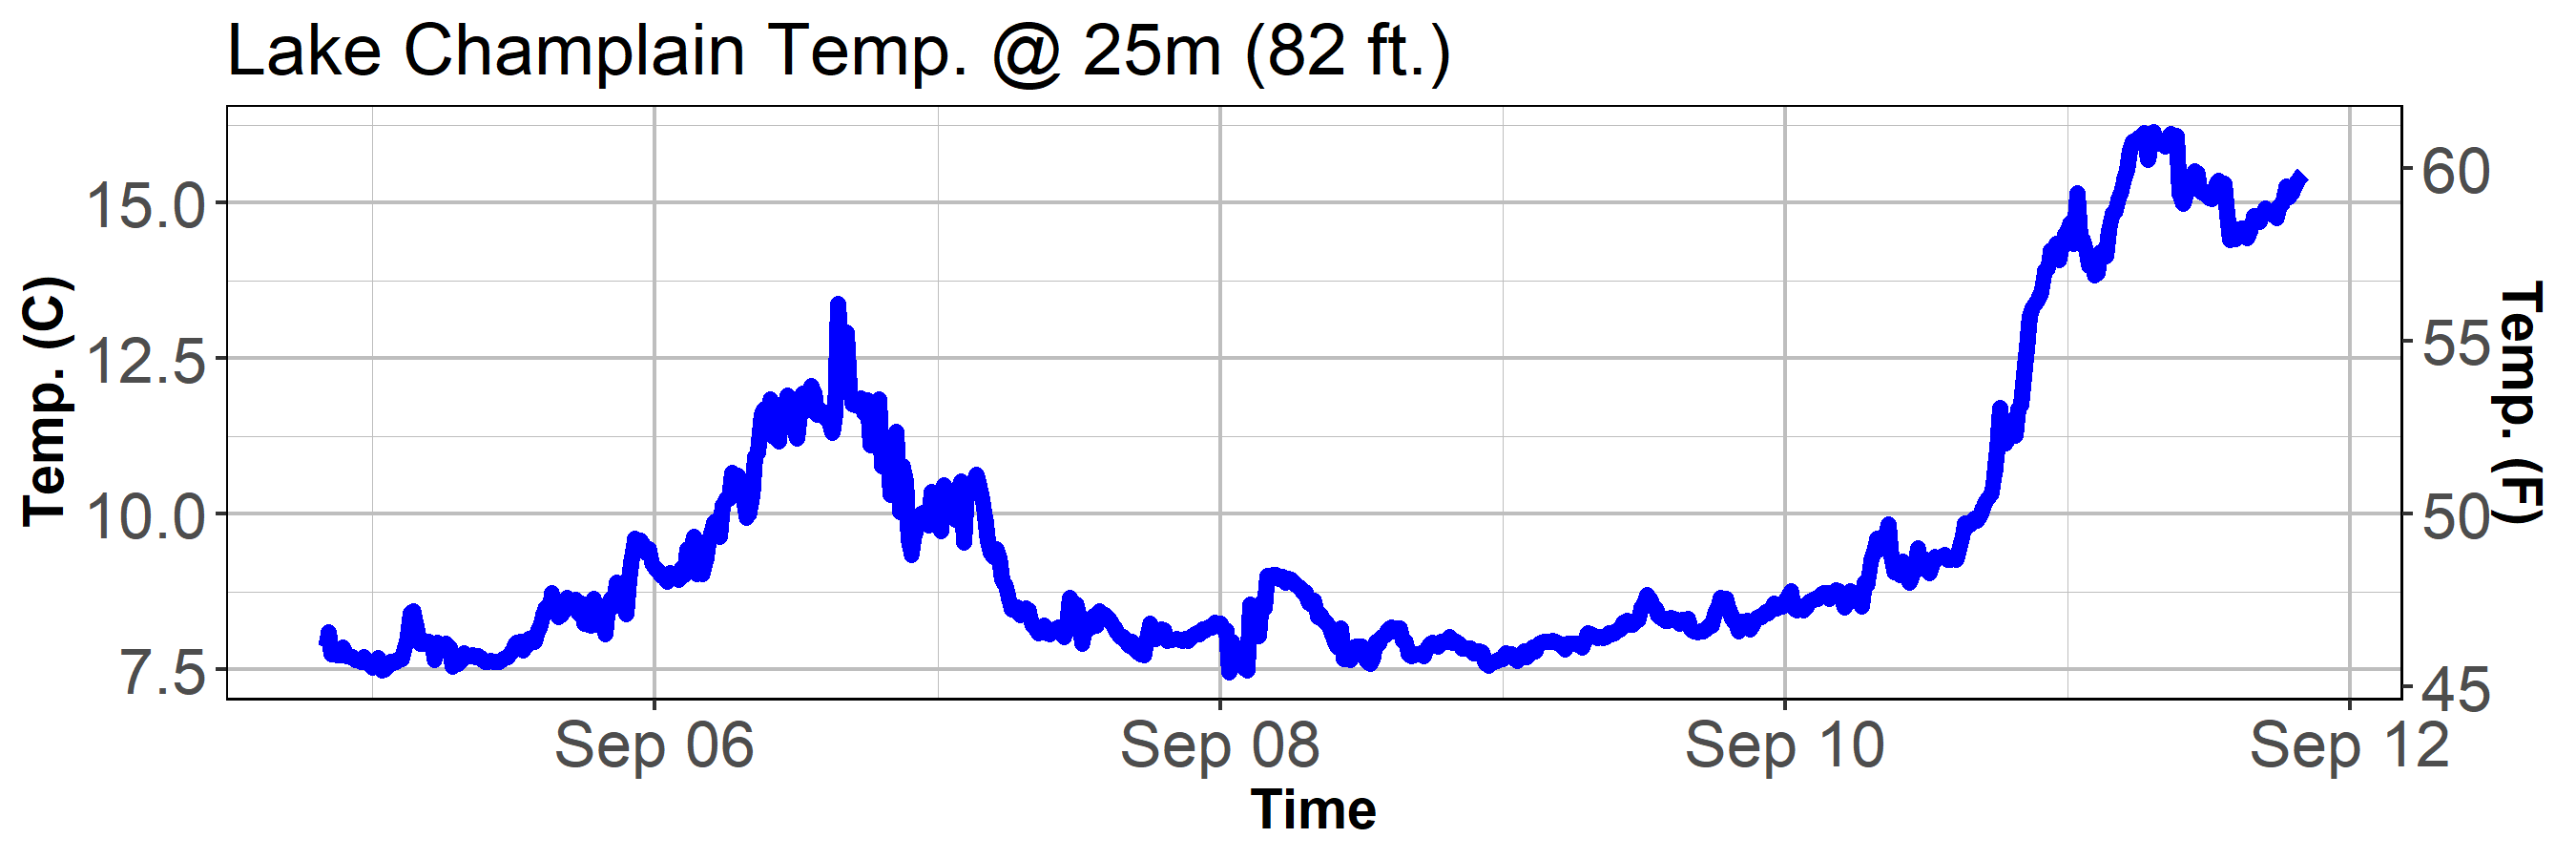 Lake Champlain Temp. @ 25m (82 ft.)
Temp. (C)
15.0
12.5
10.0
7.5
60
55
50
45
Temp. (F)
Sep 06 Sep 08 Sep 10 Sep 12
Time